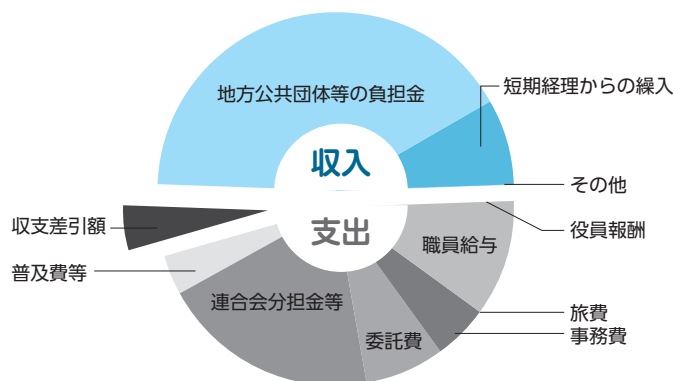 地方公共団体等の負担金
短期経理からの繰入
収入
その他
支出
役員報酬
収支差引額
職員給与
普及費等
連合会分担金等
旅費
事務費
委託費